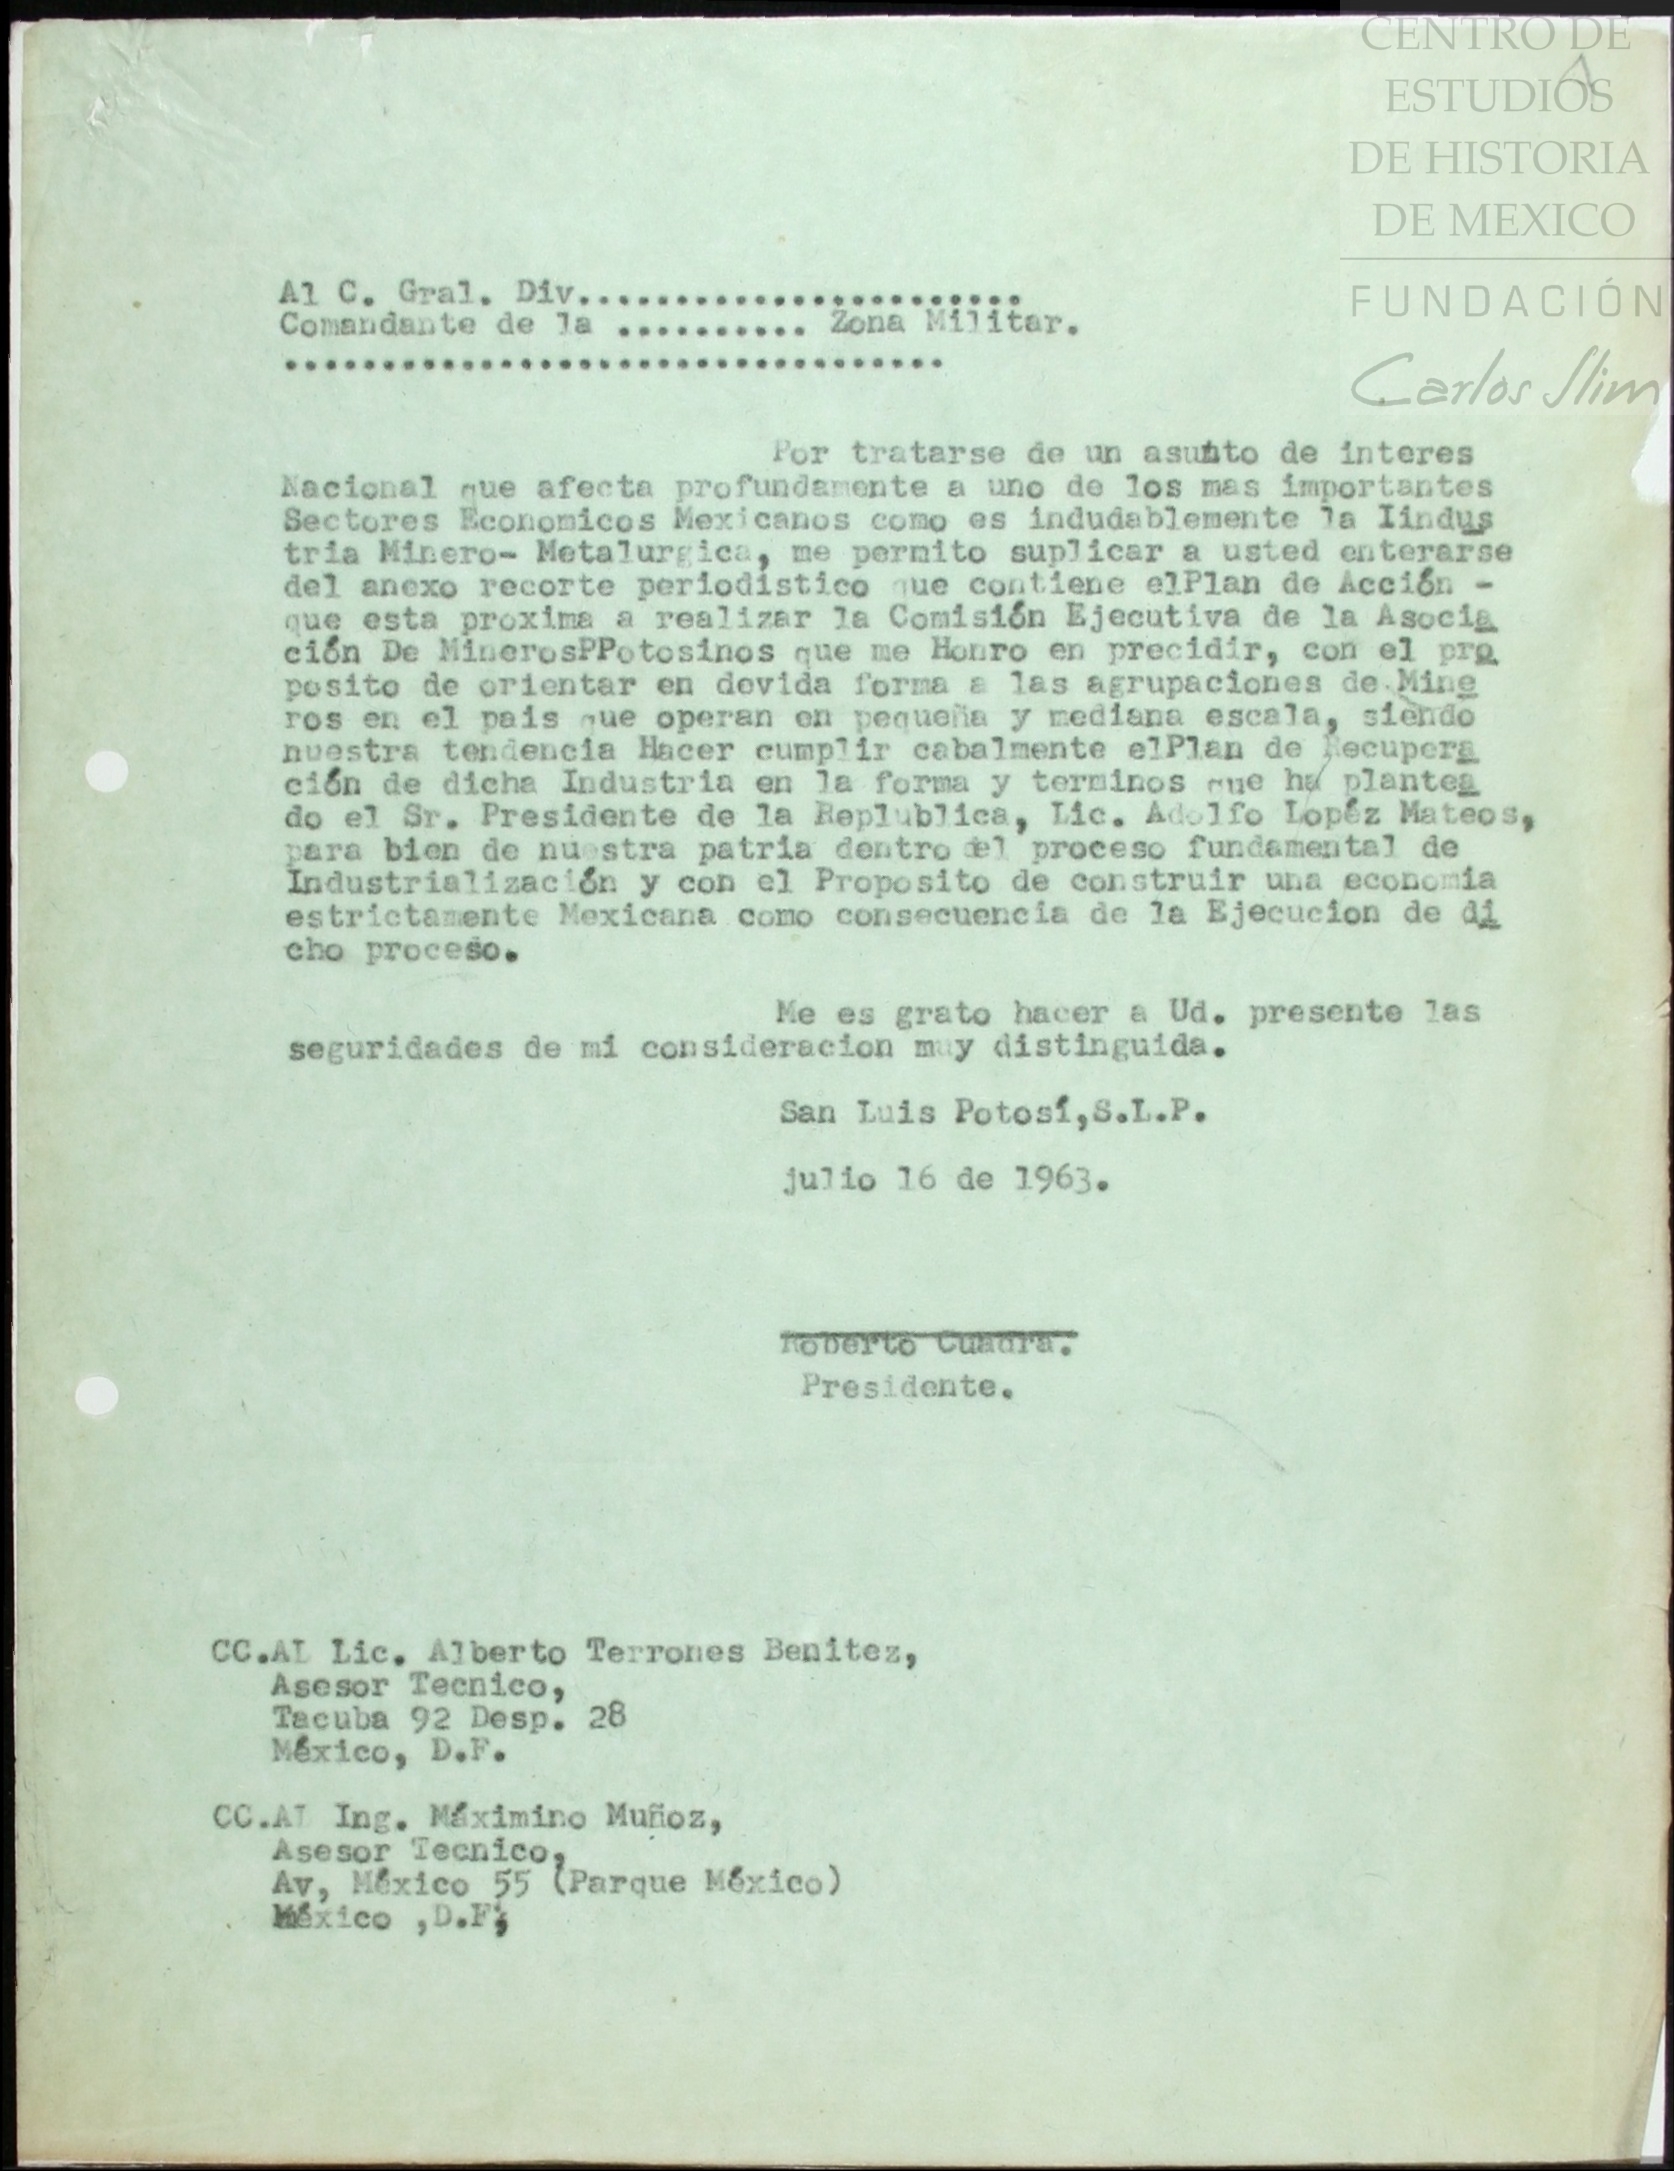 CENTRO DE
ESTUDIOS
DE HISTORIA
DE MEXICO
FUNDACIÓN
Carlos Slim
Al C. Gral. Div.......................
Comandante de la .......... Zona Militar.
..................................
Por tratarse de un asunto de interes
Nacional que afecta profundamente a uno de los mas importantes
Sectores Economicos Mexicanos como es indudablemente la Iindus
tria Minero- Metalurgica, me permito suplicar a usted enterarse
del anexo recorte periodistico que contiene elPlan de Acción -
que esta proxima a realizar la Comisión Ejecutiva de la Asocia
ción De MinerosPPotosinos que me Honro en precidir, con el pro
posito de orientar en devida forma a las agrupaciones de Mine
ros en el pais que operan en pequeña y mediana escala, siendo
nuestra tendencia Hacer cumplir cabalmente elPlan de Recupera
ción de dicha Industria en la forma y terminos que ha plantea
do el Sr. Presidente de la Replublica, Lic. Adolfo Lopéz Mateos,
para bien de nuestra patria dentro del proceso fundamental de
Industrialización y con el Proposito de construir una economia
estrictamente Mexicana como consecuencia de la Ejecucion de di
cho proceso.
Me es grato hacer a Ud. presente las
seguridades de mi consideracion muy distinguida.
San Luis Potosí,S.L.P.
julio 16 de 1963.
Roberto Cuadra.
Presidente.
CC.AL Lic. Alberto Terrones Benitez,
Asesor Tecnico,
Tacuba 92 Desp. 28
México, D.F.
CC.AL Ing. Máximino Muñoz,
Asesor Tecnico,
Av, México 55 (Parque México)
México ,D.F,